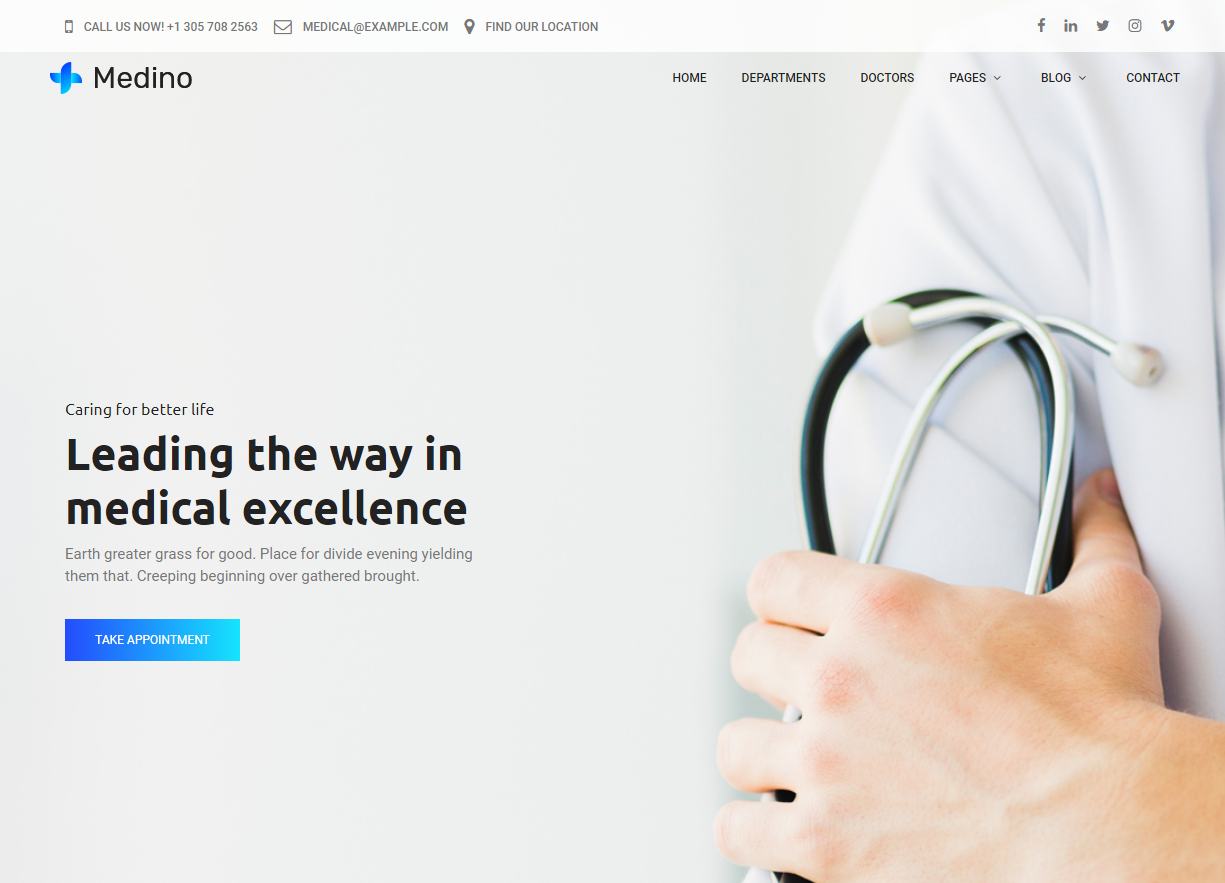 CALL US NOW! +1 305 708 2563 MEDICAL@EXAMPLE.COM FIND OUR LOCATION
Medino HOME DEPARTMENTS DOCTORS PAGES BLOG CONTACT
Caring for better life
Leading the way in
medical excellence
Earth greater grass for good. Place for divide evening yielding
them that. Creeping beginning over gathered brought.
TAKE APPOINTMENT